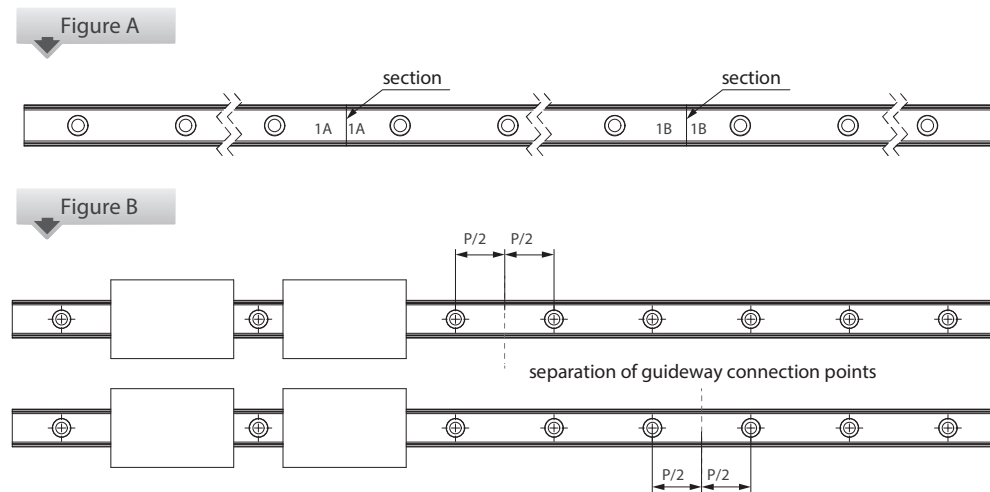 Figure A
section section
1A 1A 1B 1B
Figure B
P/2 P/2
separation of guideway connection points
P/2 P/2